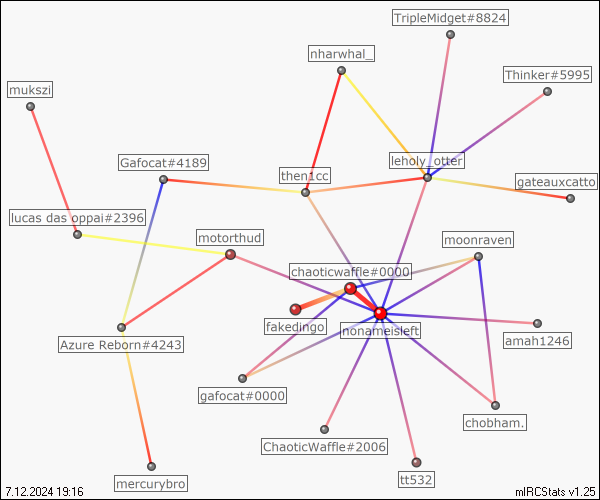 TripleMidget#8824
nharwhal_
Thinker#5995
mukszi
Gafocat#4189
leholy_otter
then1cc
gateauxcatto
lucas das oppai#2396
motorthud
moonraven
chaoticwaffle#0000
fakedingo
nonameisleft
amah1246
Azure Reborn#4243
gafocat#0000
chobham.
ChaoticWaffle#2006
tt532
mercurybro
7.12.2024 19:16
mIRCStats v1.25